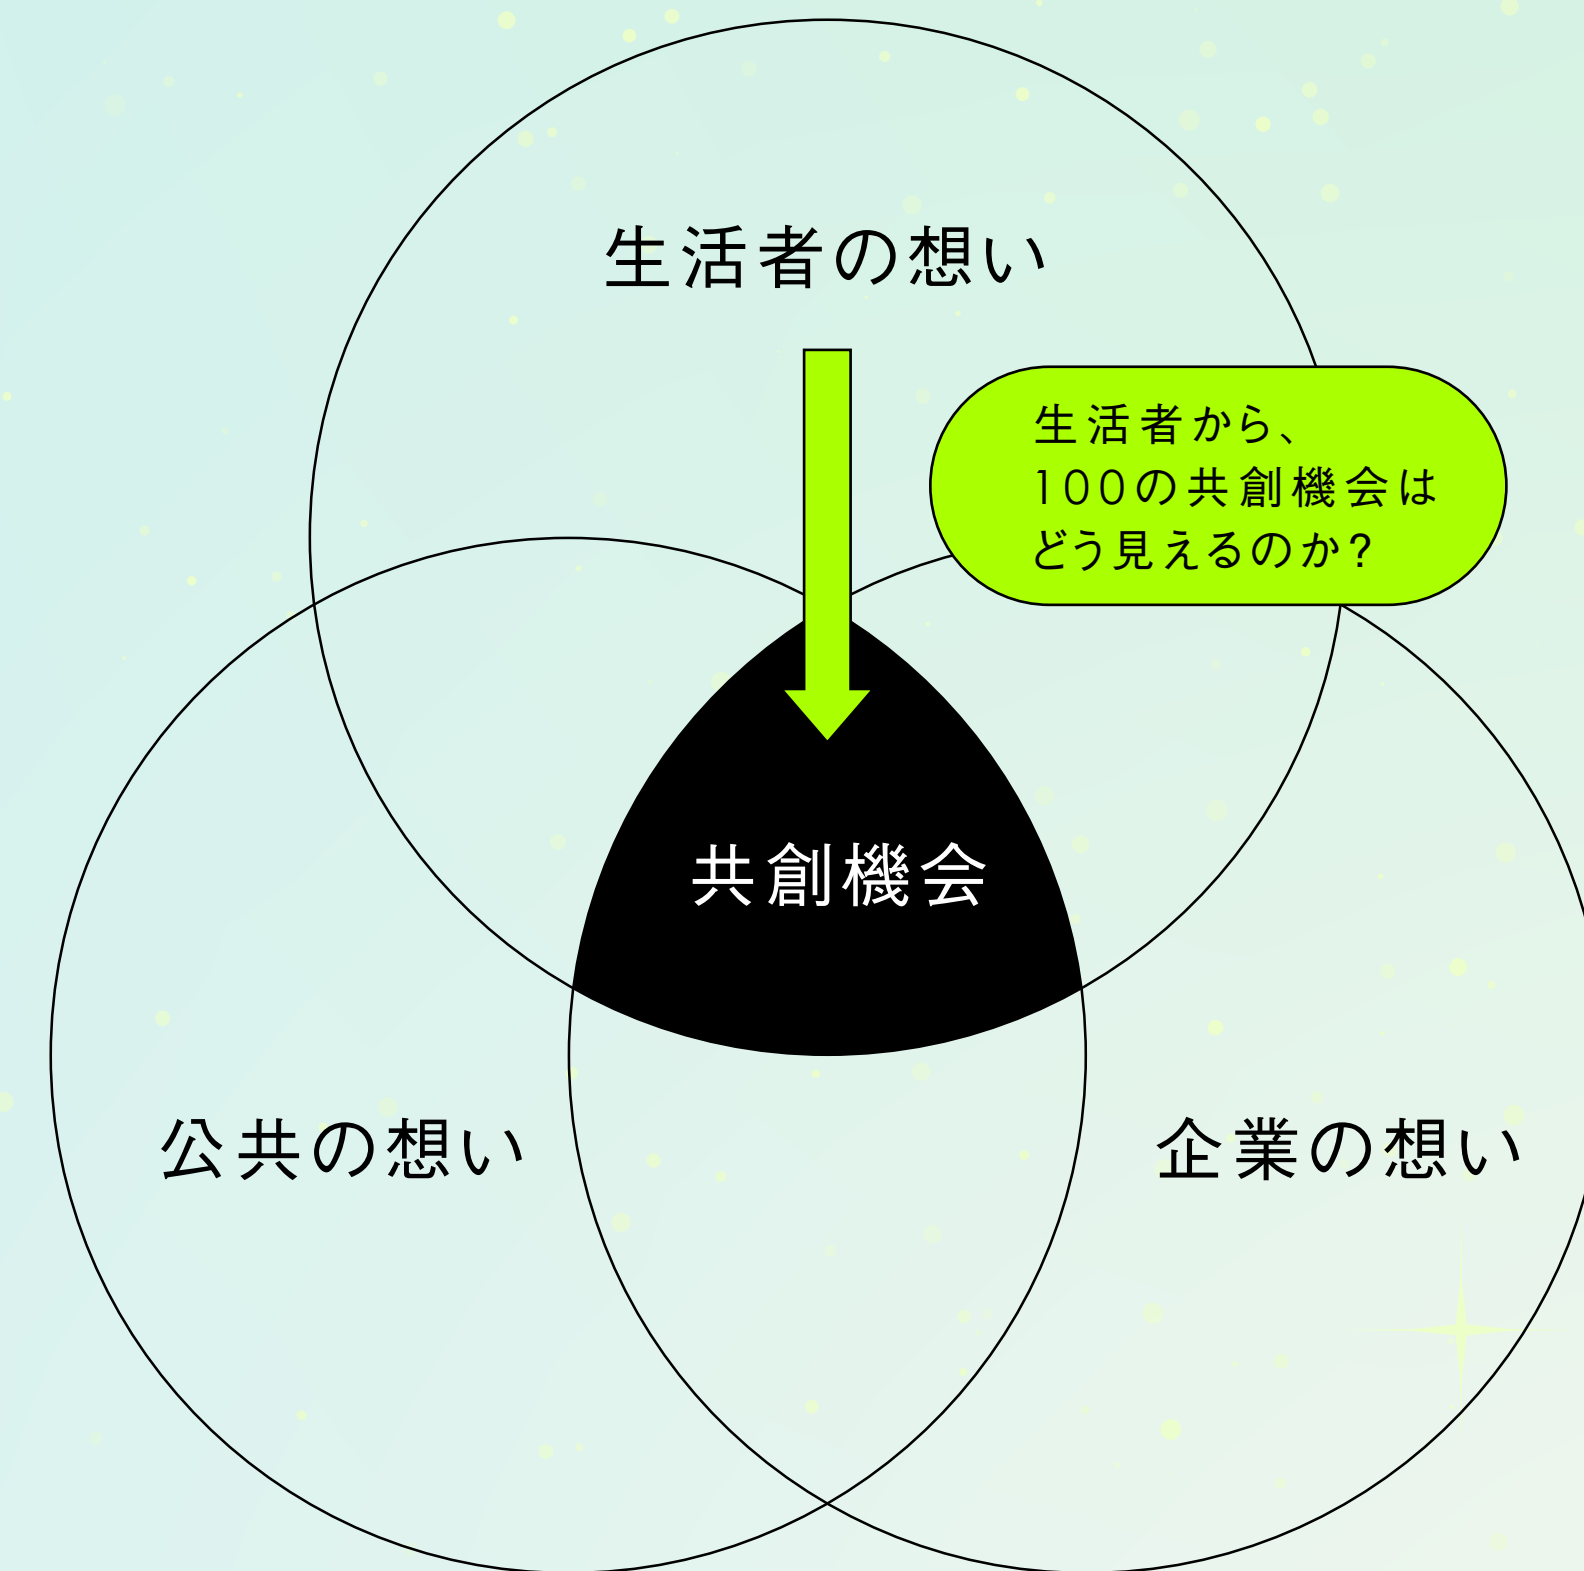 生活者の想い
生活者から、
100の共創機会は
どう見えるのか?
共創機会
公共の想い
企業の想い